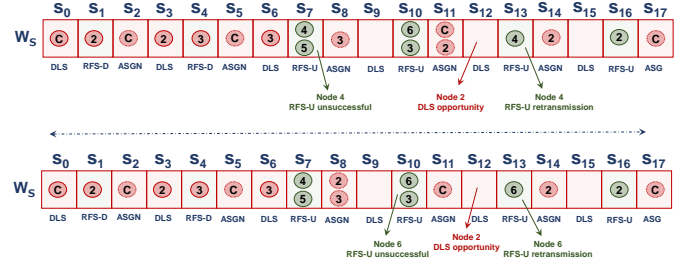 S0 S1 S2 S3 S4 S5 S6 S7 S8 S9 S10 S11 S12 S13 S14 S15 S16 S17
WS C 2 C 2 3 C 3 4 5 3 6 3 C 2 4 2 2 C
DLS RFS-D ASGN DLS RFS-D ASGN DLS RFS-U ASGN DLS RFS-U ASGN DLS RFS-U ASGN DLS RFS-U ASG
Node 4 Node 2 Node 4
RFS-U unsuccessful DLS opportunity RFS-U retransmission
S0 S1 S2 S3 S4 S5 S6 S7 S8 S9 S10 S11 S12 S13 S14 S15 S16 S17
WS C 2 C 2 3 C 3 4 5 2 3 6 3 C 6 2 2 C
DLS RFS-D ASGN DLS RFS-D ASGN DLS RFS-U ASGN DLS RFS-U ASGN DLS RFS-U ASGN DLS RFS-U ASG
Node 6 Node 2 Node 6
RFS-U unsuccessful DLS opportunity RFS-U retransmission